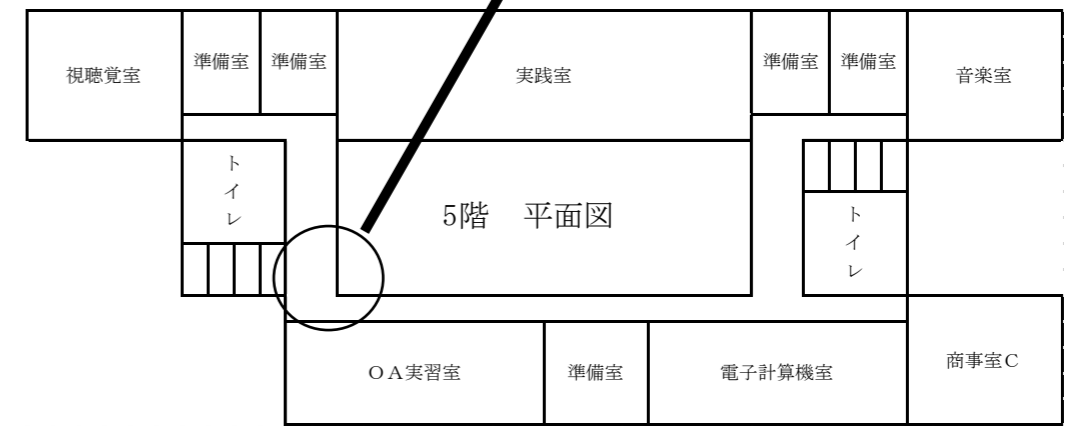 視聴覚室
準備室
準備室
実践室
準備室
準備室
音楽室
トイレ
5階 平面図
トイレ
ＯＡ実習室
準備室
電子計算機室
商事室Ｃ